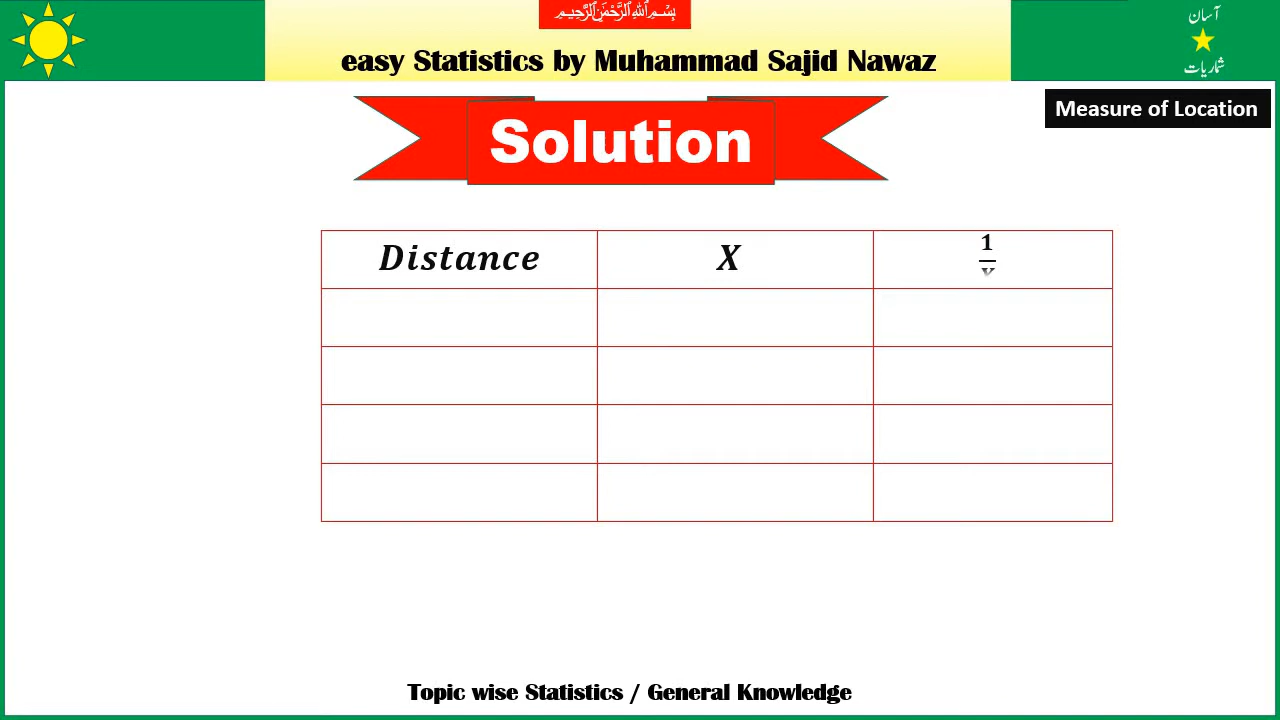 بِسْمِ اللهِ الرَّحْمٰنِ الرَّحِيْمِ
easy Statistics by Muhammad Sajid Nawaz
آسان
شماریات
Measure of Location
Solution
Distance X 1/X
Topic wise Statistics / General Knowledge